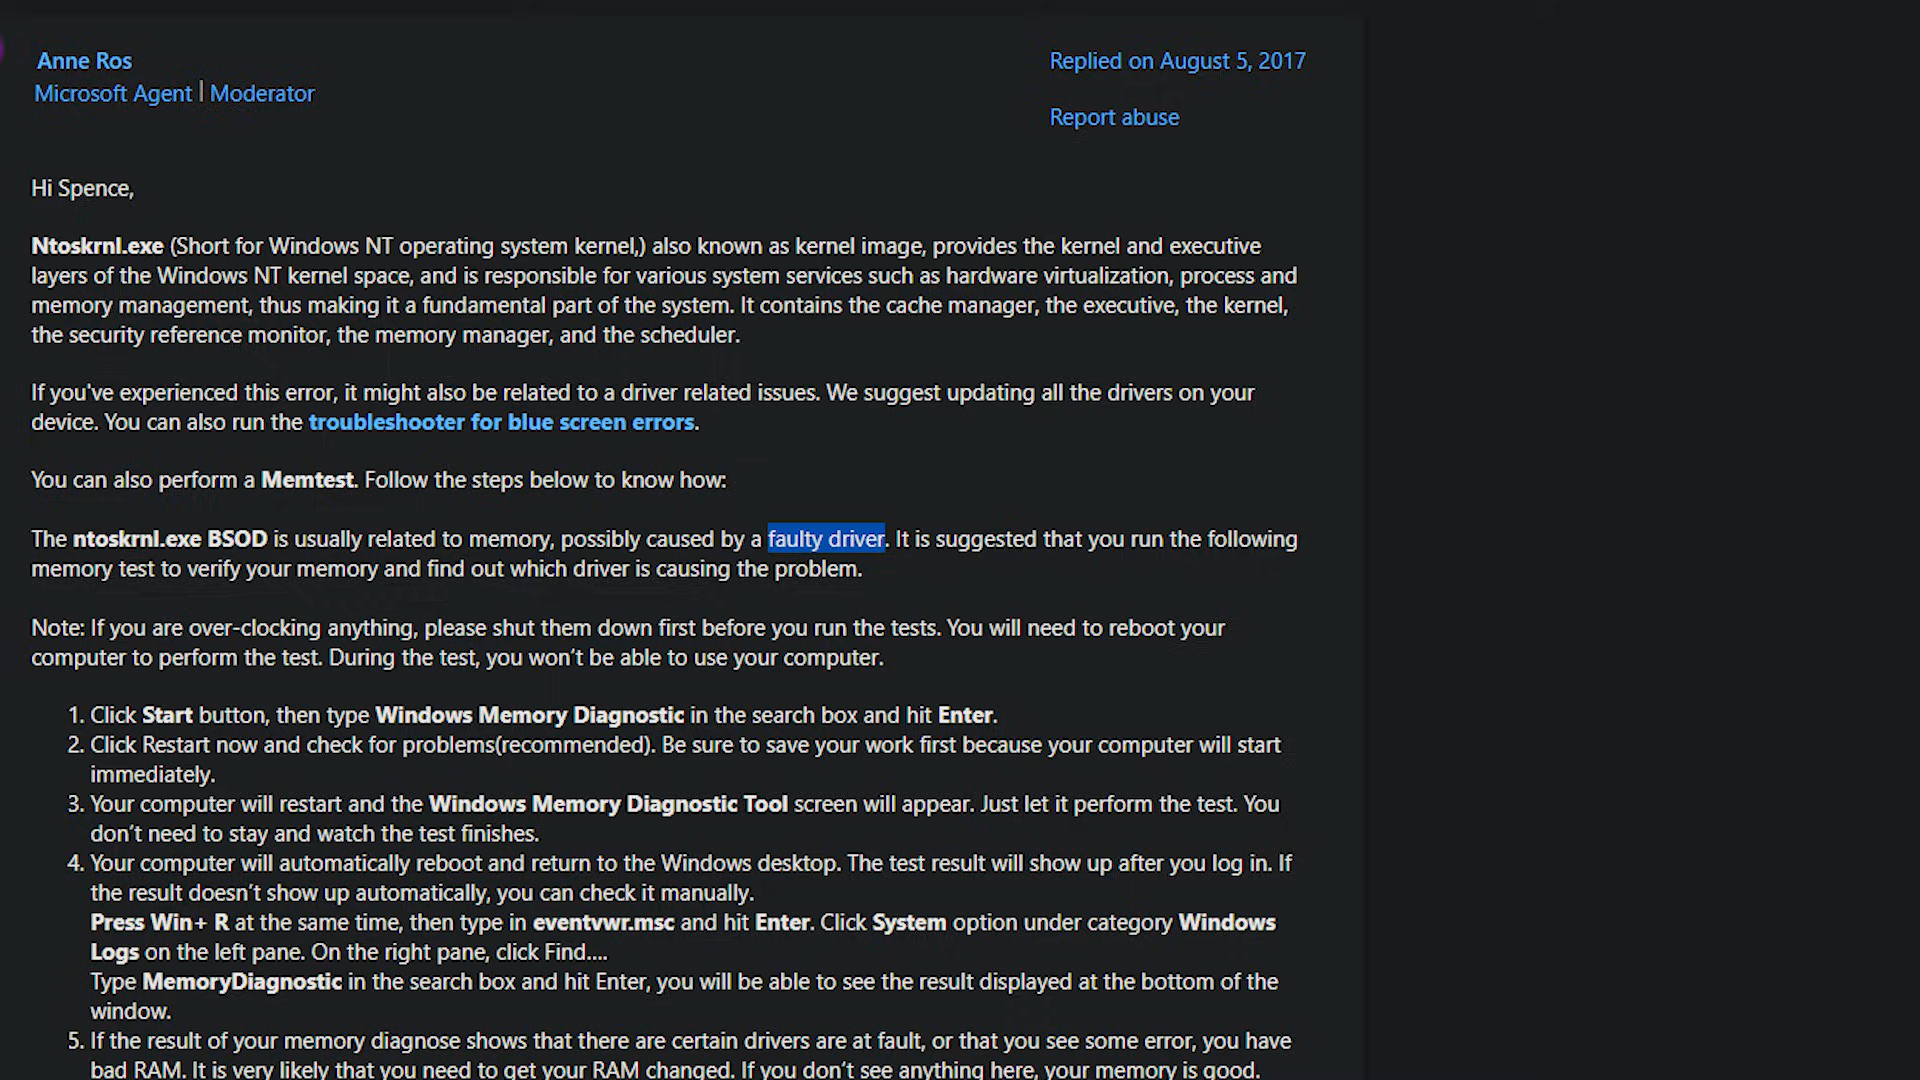 Anne Ros
Replied on August 5, 2017
Microsoft Agent | Moderator
Report abuse
Hi Spence,
Ntoskrnl.exe (Short for Windows NT operating system kernel,) also known as kernel image, provides the kernel and executive
layers of the Windows NT kernel space, and is responsible for various system services such as hardware virtualization, process and
memory management, thus making it a fundamental part of the system. It contains the cache manager, the executive, the kernel,
the security reference monitor, the memory manager, and the scheduler.
If you've experienced this error, it might also be related to a driver related issues. We suggest updating all the drivers on your
device. You can also run the troubleshooter for blue screen errors.
You can also perform a Memtest. Follow the steps below to know how:
The ntoskrnl.exe BSOD is usually related to memory, possibly caused by a faulty driver. It is suggested that you run the following
memory test to verify your memory and find out which driver is causing the problem.
Note: If you are over-clocking anything, please shut them down first before you run the tests. You will need to reboot your
computer to perform the test. During the test, you won’t be able to use your computer.
1. Click Start button, then type Windows Memory Diagnostic in the search box and hit Enter.
2. Click Restart now and check for problems(recommended). Be sure to save your work first because your computer will start
immediately.
3. Your computer will restart and the Windows Memory Diagnostic Tool screen will appear. Just let it perform the test. You
don’t need to stay and watch the test finishes.
4. Your computer will automatically reboot and return to the Windows desktop. The test result will show up after you log in. If
the result doesn’t show up automatically, you can check it manually.
Press Win+ R at the same time, then type in eventvwr.msc and hit Enter. Click System option under category Windows
Logs on the left pane. On the right pane, click Find....
Type MemoryDiagnostic in the search box and hit Enter, you will be able to see the result displayed at the bottom of the
window.
5. If the result of your memory diagnose shows that there are certain drivers are at fault, or that you see some error, you have
bad RAM. It is very likely that you need to get your RAM changed. If you don’t see anything here, your memory is good.